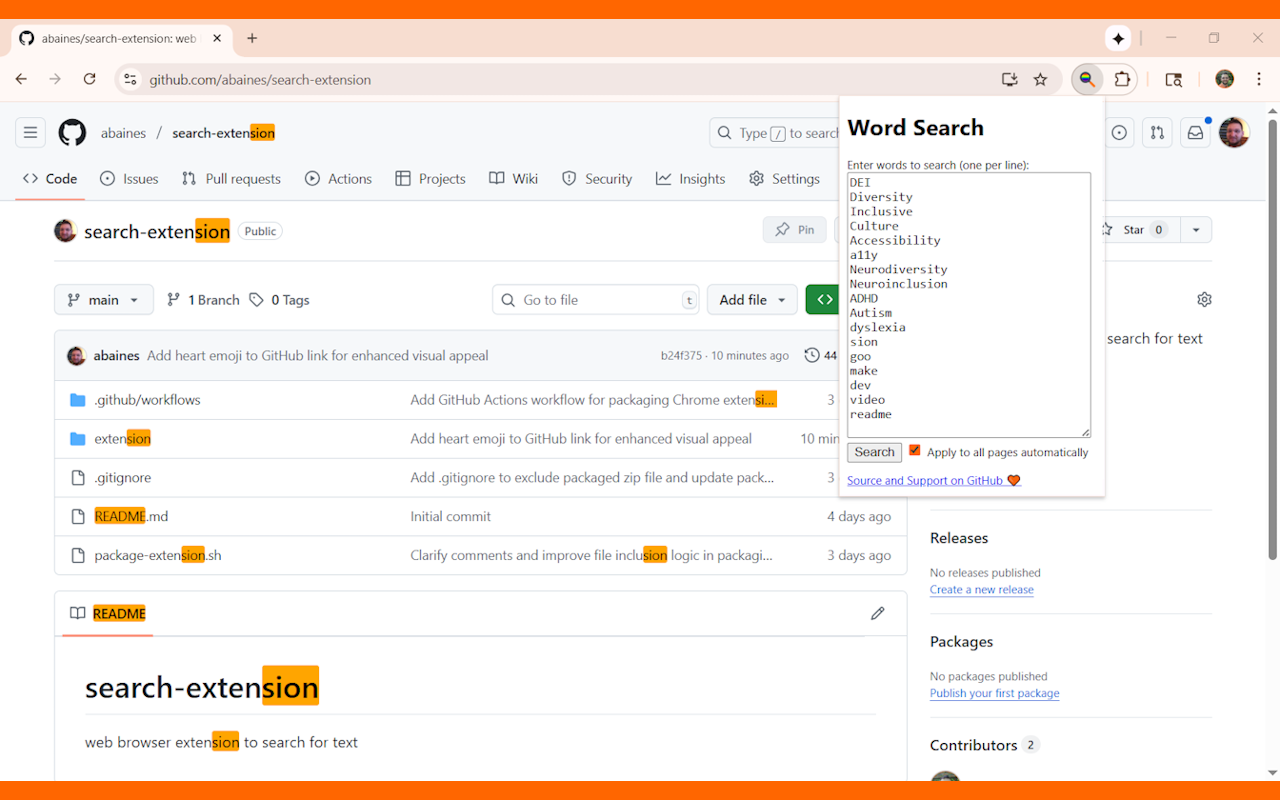 abaines/search-extension: web
github.com/abaines/search-extension
abaines / search-extension
Type / to search
Code Issues Pull requests Actions Projects Wiki Security Insights Settings
search-extension Public
Pin
Star 0
main 1 Branch 0 Tags
Go to file t
Add file
abaines Add heart emoji to GitHub link for enhanced visual appeal b24f375 · 10 minutes ago 44
.github/workflows Add GitHub Actions workflow for packaging Chrome extensi... 3
extension Add heart emoji to GitHub link for enhanced visual appeal 10 min
.gitignore Add .gitignore to exclude packaged zip file and update pack... 3
README.md Initial commit 4 days ago
package-extension.sh Clarify comments and improve file inclusion logic in packagi... 3 days ago
README
search-extension
web browser extension to search for text
Word Search
Enter words to search (one per line):
DEI
Diversity
Inclusive
Culture
Accessibility
a11y
Neurodiversity
Neuroinclusion
ADHD
Autism
dyslexia
sion
goo
make
dev
video
readme
Search Apply to all pages automatically
Source and Support on GitHub 🧡
search for text
Releases
No releases published
Create a new release
Packages
No packages published
Publish your first package
Contributors 2